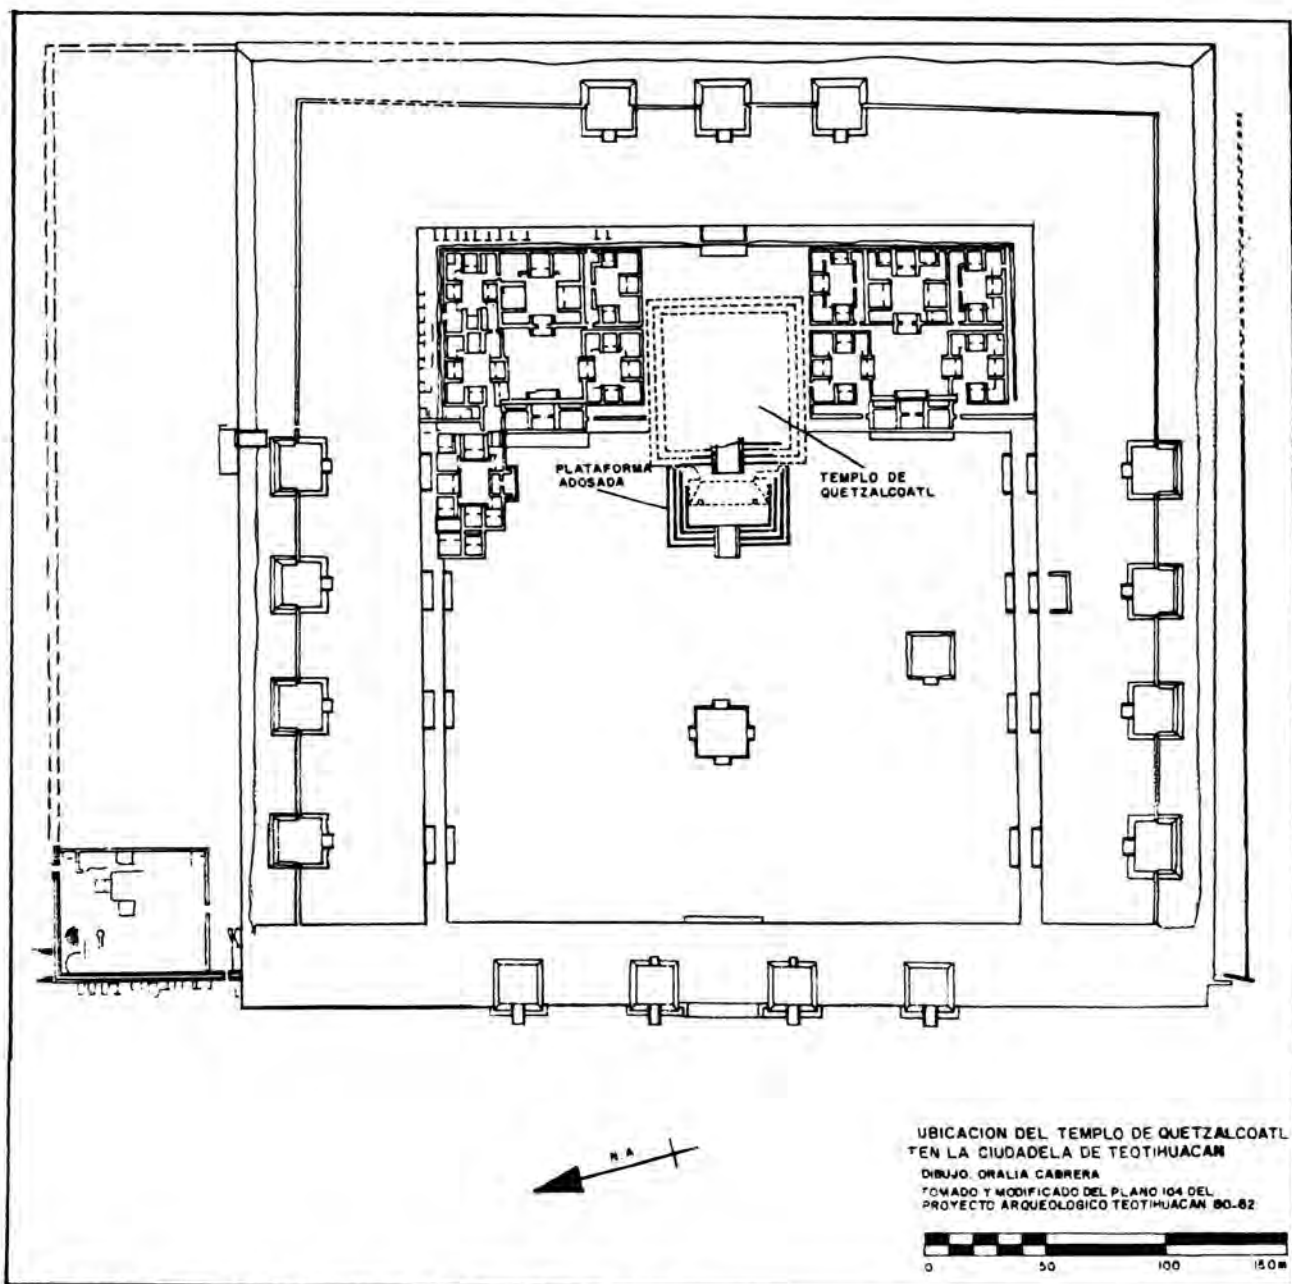 PLATAFORMA
ADOSADA
TEMPLO DE
QUETZALCOATL
N.A
UBICACION DEL TEMPLO DE QUETZALCOATL
EN LA CIUDADELA DE TEOTIHUACAN
DIBUJO. ORALIA CABRERA
TOMADO Y MODIFICADO DEL PLANO 104 DEL
PROYECTO ARQUEOLOGICO TEOTIHUACAN 80-82
0 50 100 150 m